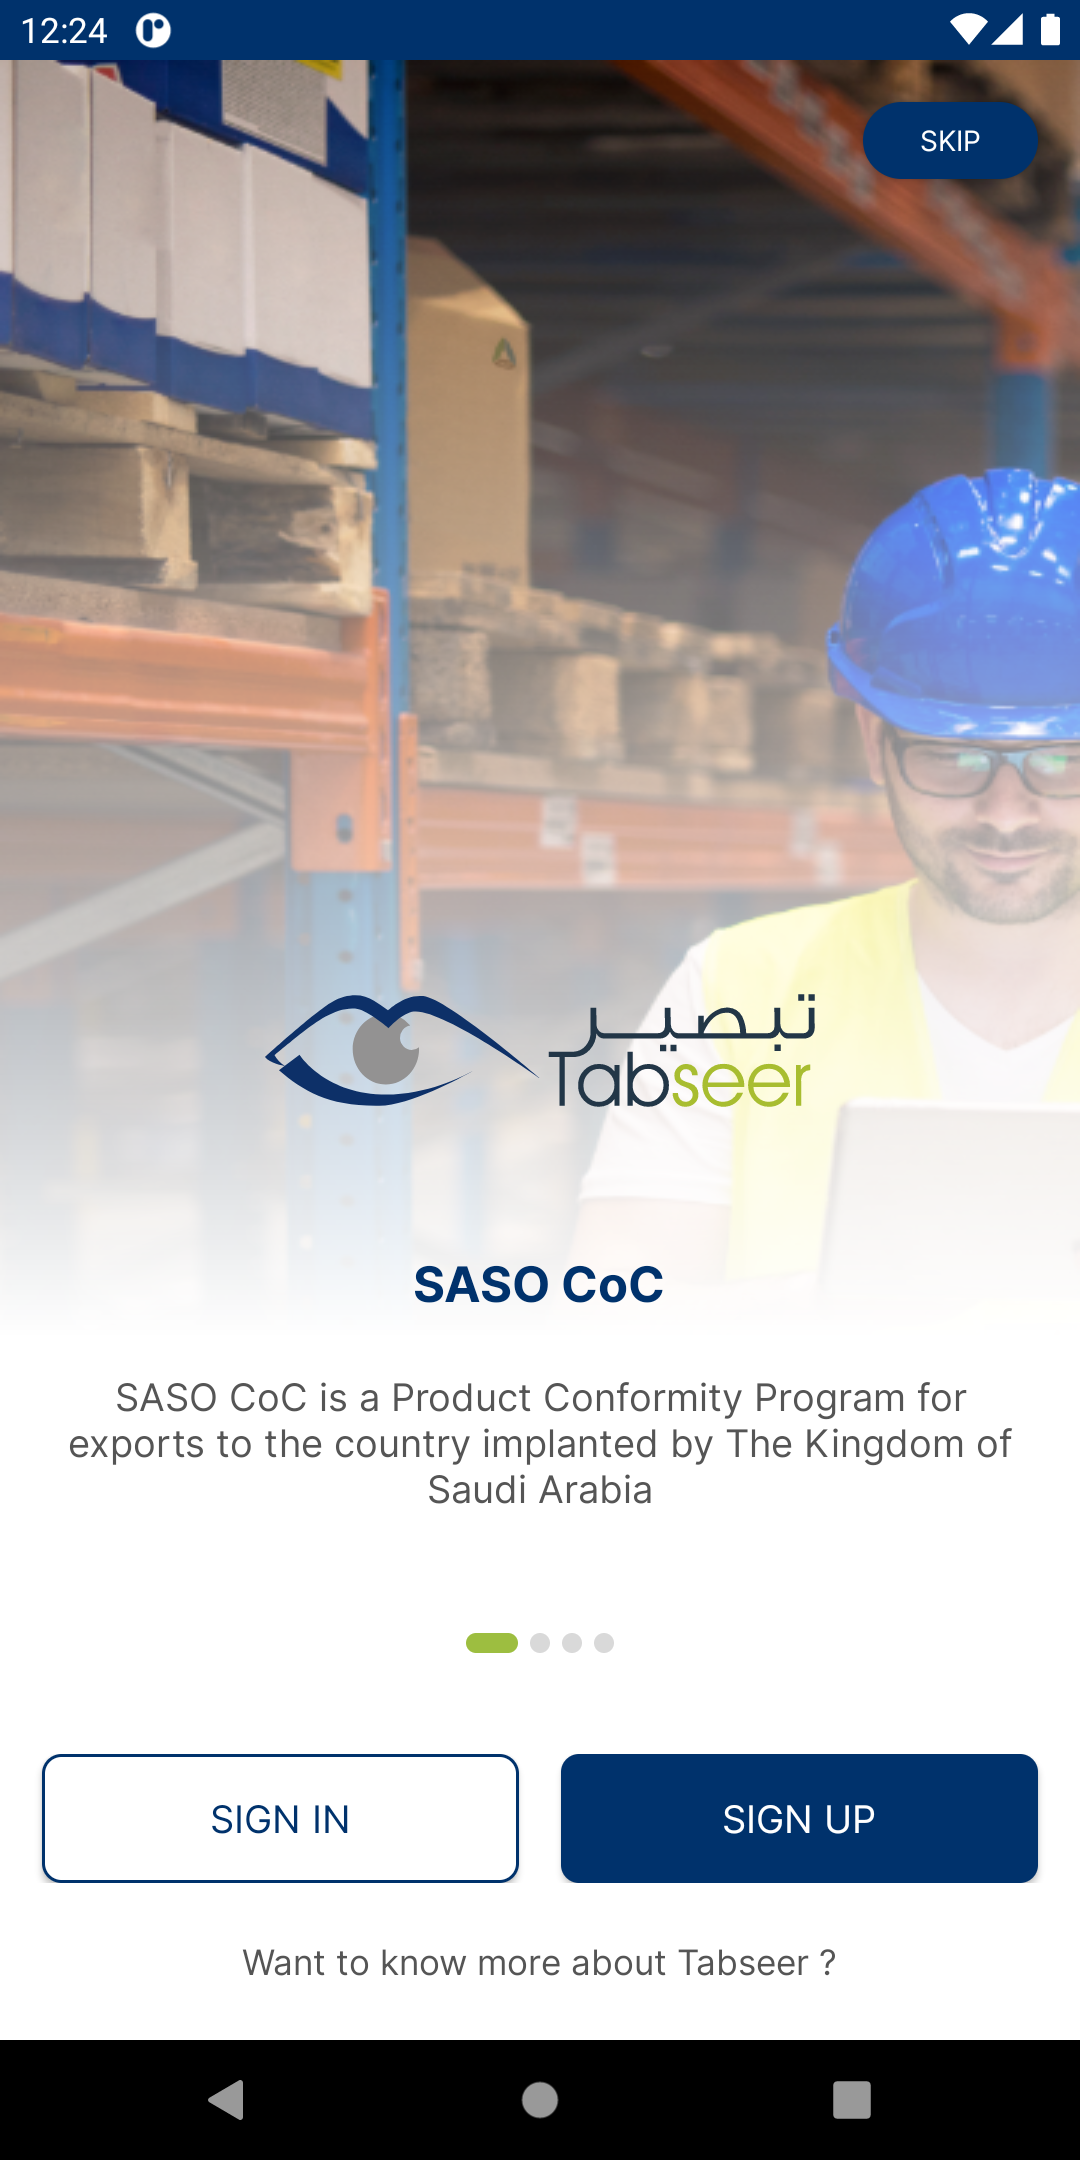 12:24
SKIP
تبصير
Tabseer
SASO CoC
SASO CoC is a Product Conformity Program for
exports to the country implanted by The Kingdom of
Saudi Arabia
SIGN IN
SIGN UP
Want to know more about Tabseer ?